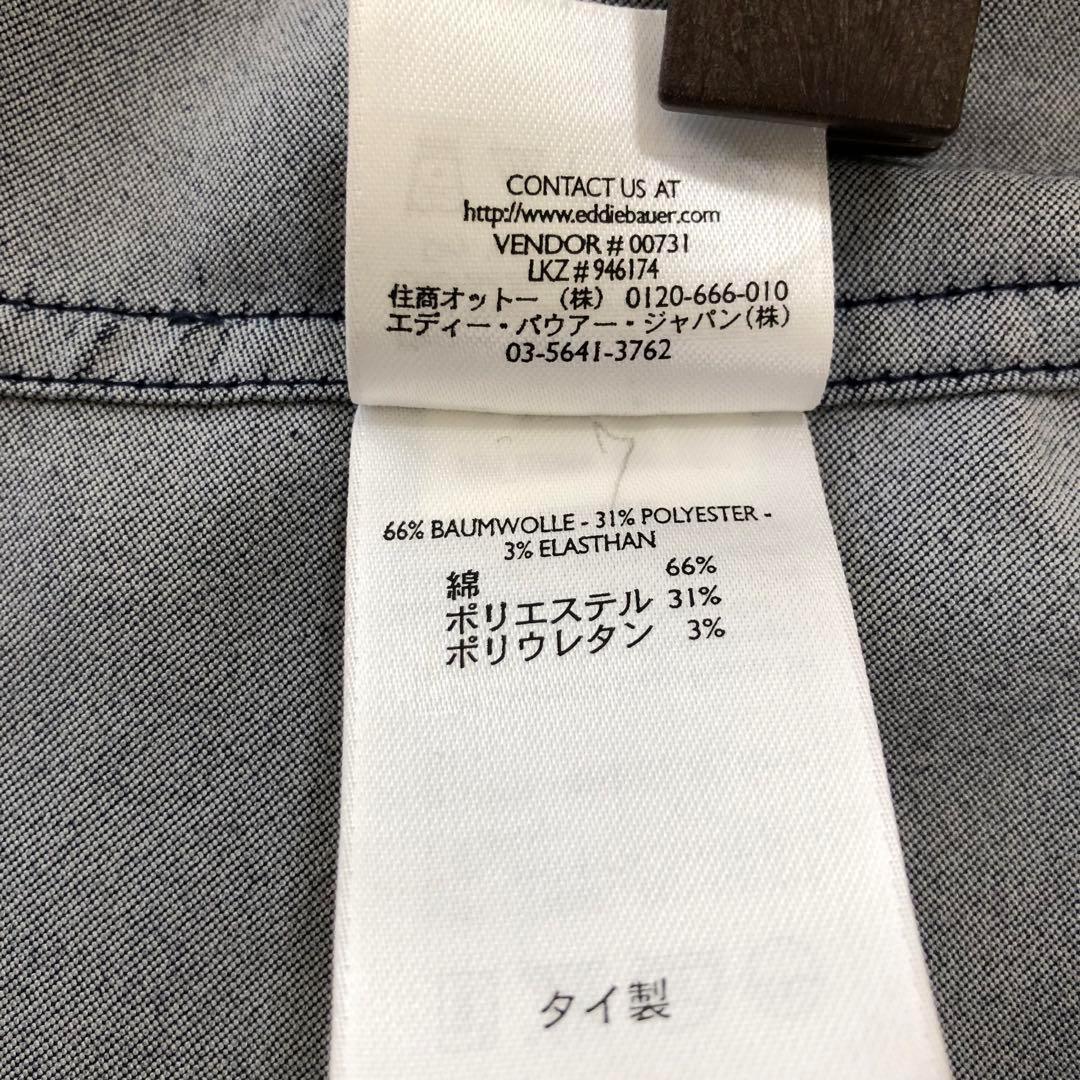 CONTACT US AT
http://www.eddiebauer.com
VENDOR # 00731
LKZ # 946174
住商オットー (株) 0120-666-010
エディー・バウアー・ジャパン(株)
03-5641-3762
66% BAUMWOLLE - 31% POLYESTER -
3% ELASTHAN
綿 66%
ポリエステル 31%
ポリウレタン 3%
タイ製